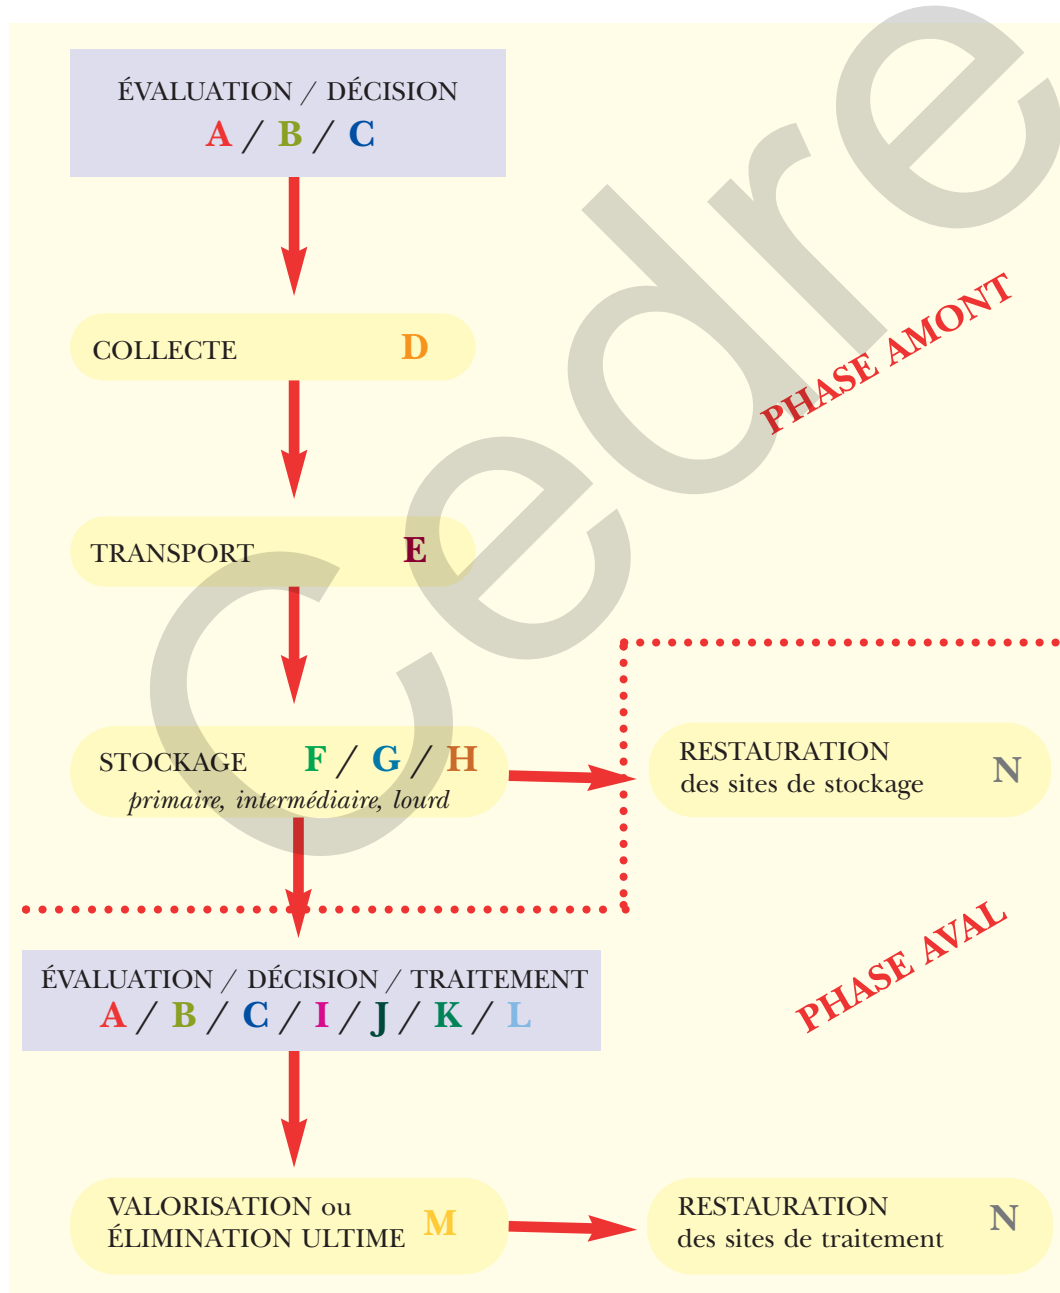 ÉVALUATION / DÉCISION
A / B / C
COLLECTE D
PHASE AMONT
TRANSPORT E
STOCKAGE F / G / H
primaire, intermédiaire, lourd
RESTAURATION
des sites de stockage N
PHASE AVAL
ÉVALUATION / DÉCISION / TRAITEMENT
A / B / C / I / J / K / L
VALORISATION ou
ÉLIMINATION ULTIME M
RESTAURATION
des sites de traitement N
Cedre